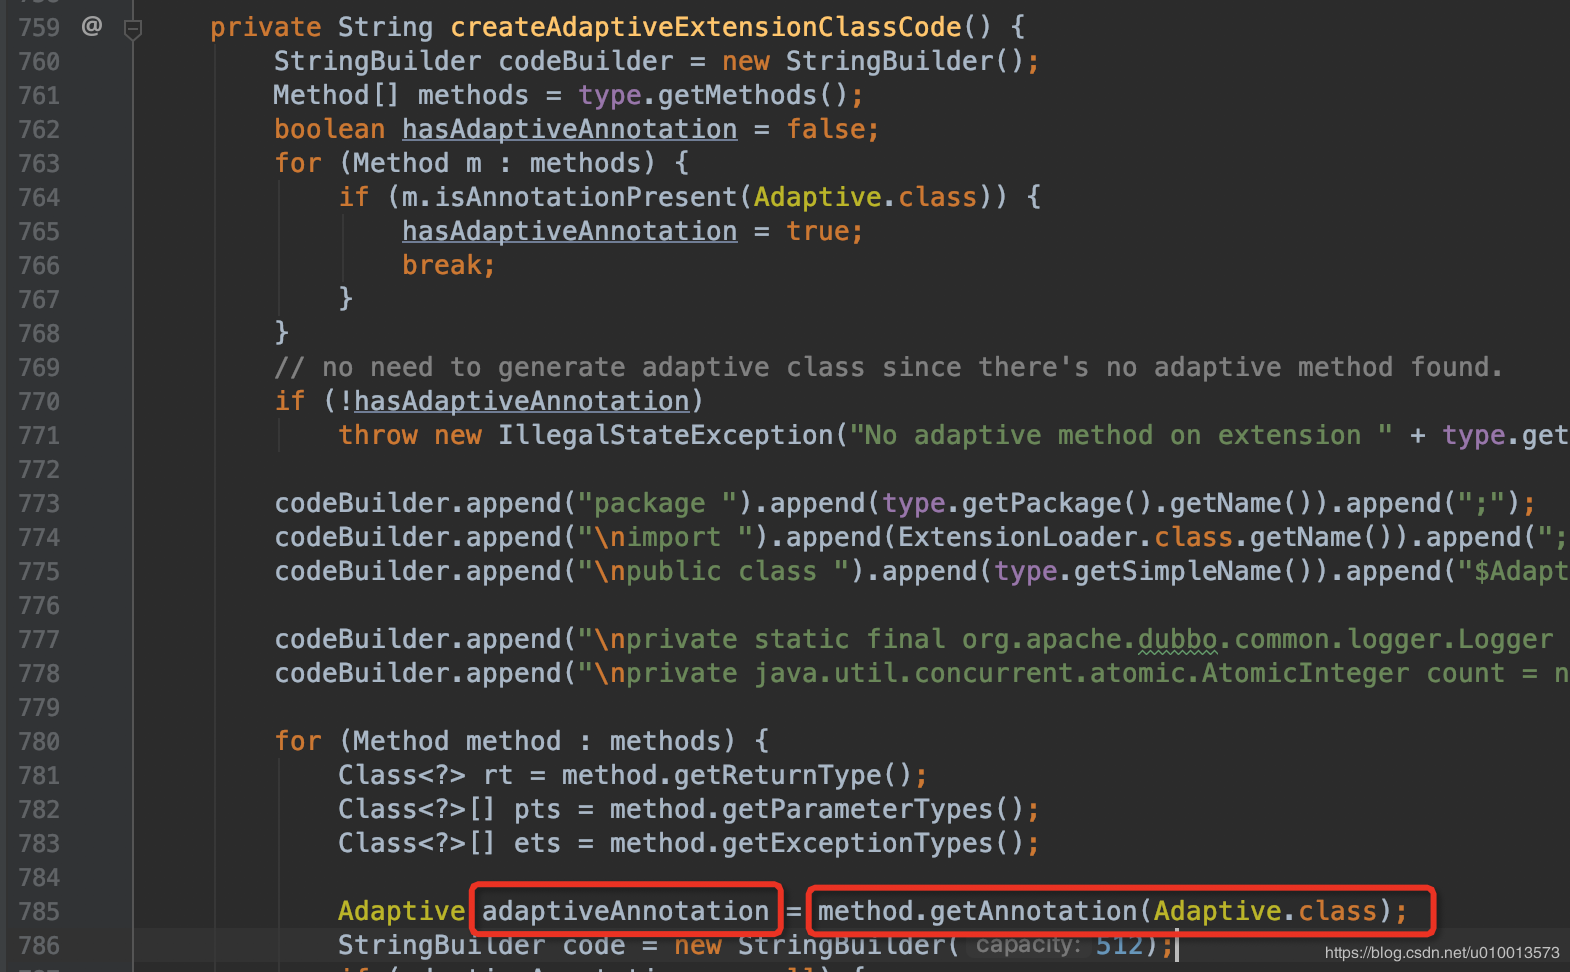 759 @ private String createAdaptiveExtensionClassCode() {
760 StringBuilder codeBuilder = new StringBuilder();
761 Method[] methods = type.getMethods();
762 boolean hasAdaptiveAnnotation = false;
763 for (Method m : methods) {
764 if (m.isAnnotationPresent(Adaptive.class)) {
765 hasAdaptiveAnnotation = true;
766 break;
767 }
768 }
769 // no need to generate adaptive class since there's no adaptive method found.
770 if (!hasAdaptiveAnnotation)
771 throw new IllegalStateException("No adaptive method on extension " + type.get
772
773 codeBuilder.append("package ").append(type.getPackage().getName()).append(";");
774 codeBuilder.append("\nimport ").append(ExtensionLoader.class.getName()).append(";
775 codeBuilder.append("\npublic class ").append(type.getSimpleName()).append("$Adapt
776
777 codeBuilder.append("\nprivate static final org.apache.dubbo.common.logger.Logger
778 codeBuilder.append("\nprivate java.util.concurrent.atomic.AtomicInteger count = n
779
780 for (Method method : methods) {
781 Class<?> rt = method.getReturnType();
782 Class<?>[] pts = method.getParameterTypes();
783 Class<?>[] ets = method.getExceptionTypes();
784
785 Adaptive adaptiveAnnotation = method.getAnnotation(Adaptive.class);
786 StringBuilder code = new StringBuilder( capacity: 512);
https://blog.csdn.net/u010013573